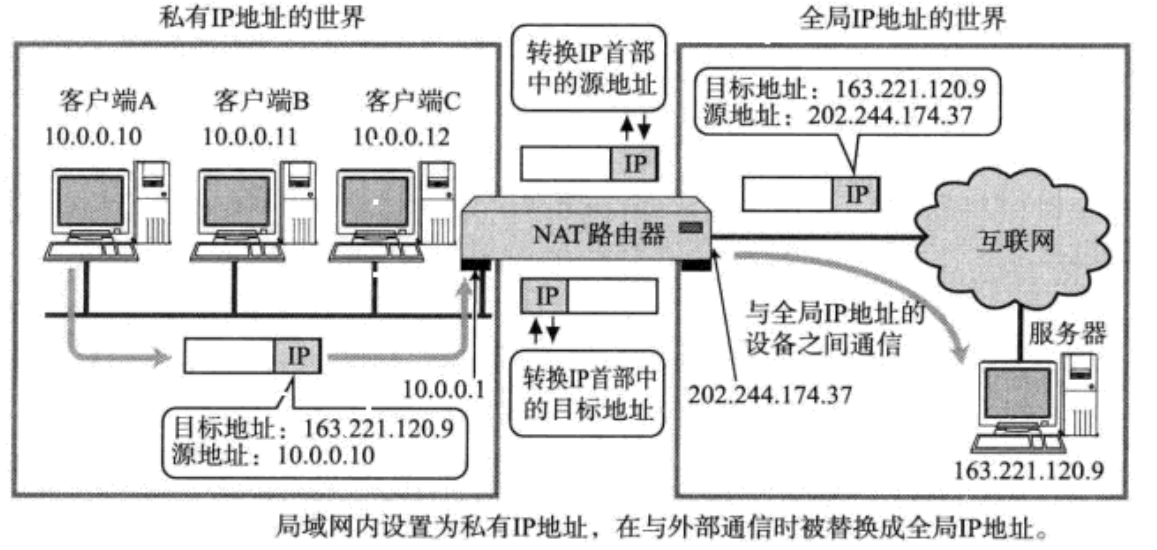 私有IP地址的世界
全局IP地址的世界
转换IP首部
中的源地址
目标地址：163.221.120.9
源地址：202.244.174.37
客户端A
10.0.0.10
客户端B
10.0.0.11
客户端C
10.0.0.12
IP
IP
NAT路由器
互联网
IP
与全局IP地址的
设备之间通信
服务器
IP
10.0.0.1
转换IP首部中
的目标地址
202.244.174.37
目标地址：163.221.120.9
源地址：10.0.0.10
163.221.120.9
局域网内设置为私有IP地址，在与外部通信时被替换成全局IP地址。